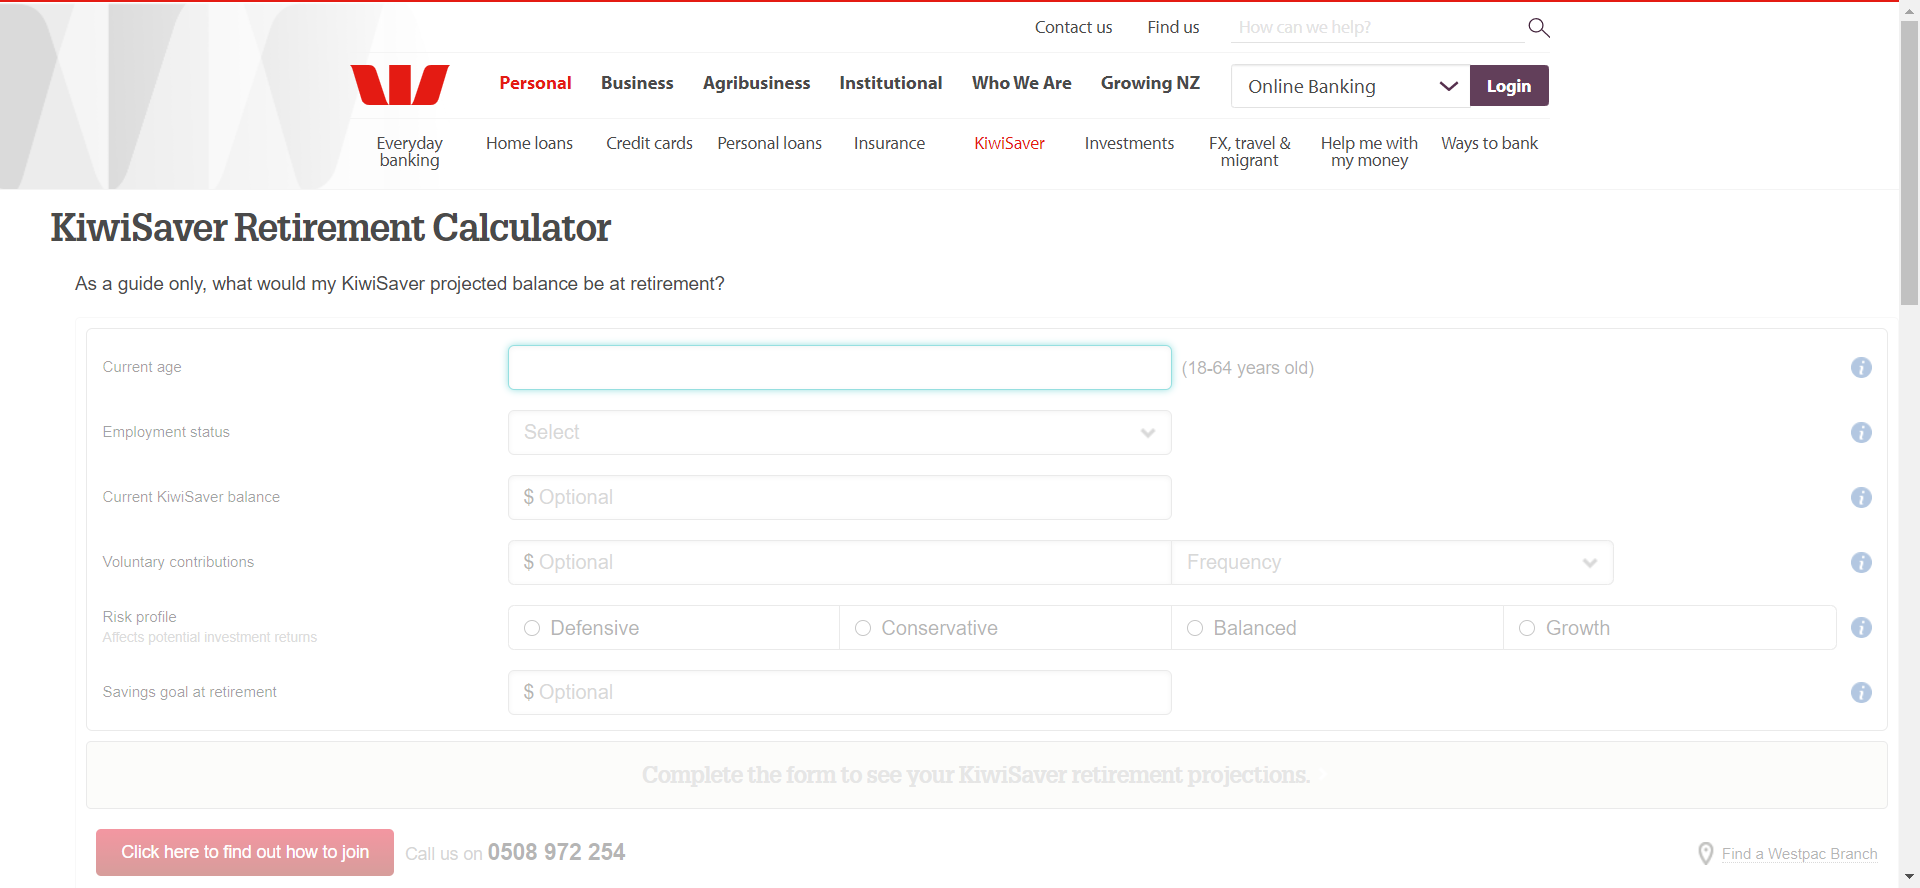 Contact us
Find us
How can we help?
Personal
Business
Agribusiness
Institutional
Who We Are
Growing NZ
Online Banking
Login
Everyday
banking
Home loans
Credit cards
Personal loans
Insurance
KiwiSaver
Investments
FX, travel &
migrant
Help me with
my money
Ways to bank
KiwiSaver Retirement Calculator
As a guide only, what would my KiwiSaver projected balance be at retirement?
Current age
(18-64 years old)
Employment status
Select
Current KiwiSaver balance
$ Optional
Voluntary contributions
$ Optional
Frequency
Risk profile
Affects potential investment returns
Defensive
Conservative
Balanced
Growth
Savings goal at retirement
$ Optional
Complete the form to see your KiwiSaver retirement projections.
Click here to find out how to join
Call us on 0508 972 254
Find a Westpac Branch